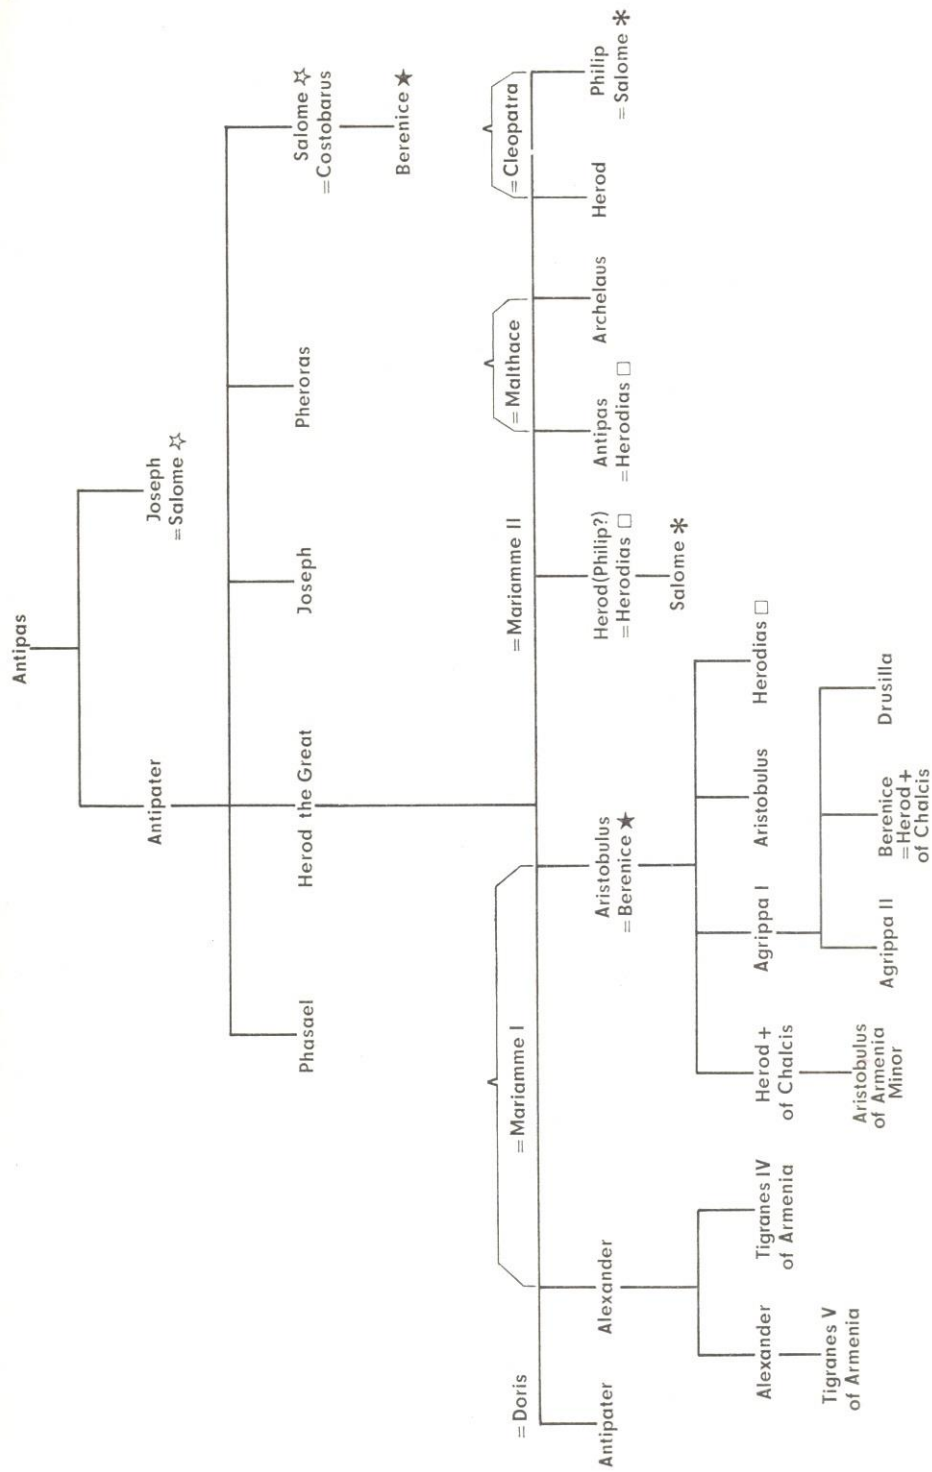 Antipas
Antipater
Joseph
= Salome ☆
Phasael
Herod the Great
Joseph
Pheroras
Salome ☆
= Costobarus
Berenice ★
= Doris
= Mariamme I
= Mariamme II
= Malthace
= Cleopatra
Antipater
Alexander
Aristobulus
= Berenice ★
Herod (Philip?)
= Herodias □
Antipas
= Herodias □
Archelaus
Herod
Philip
= Salome *
Salome *
Alexander
Tigranes IV
of Armenia
Herod +
of Chalcis
Agrippa I
Aristobulus
Herodias □
Tigranes V
of Armenia
Aristobulus
of Armenia
Minor
Agrippa II
Berenice
= Herod +
of Chalcis
Drusilla